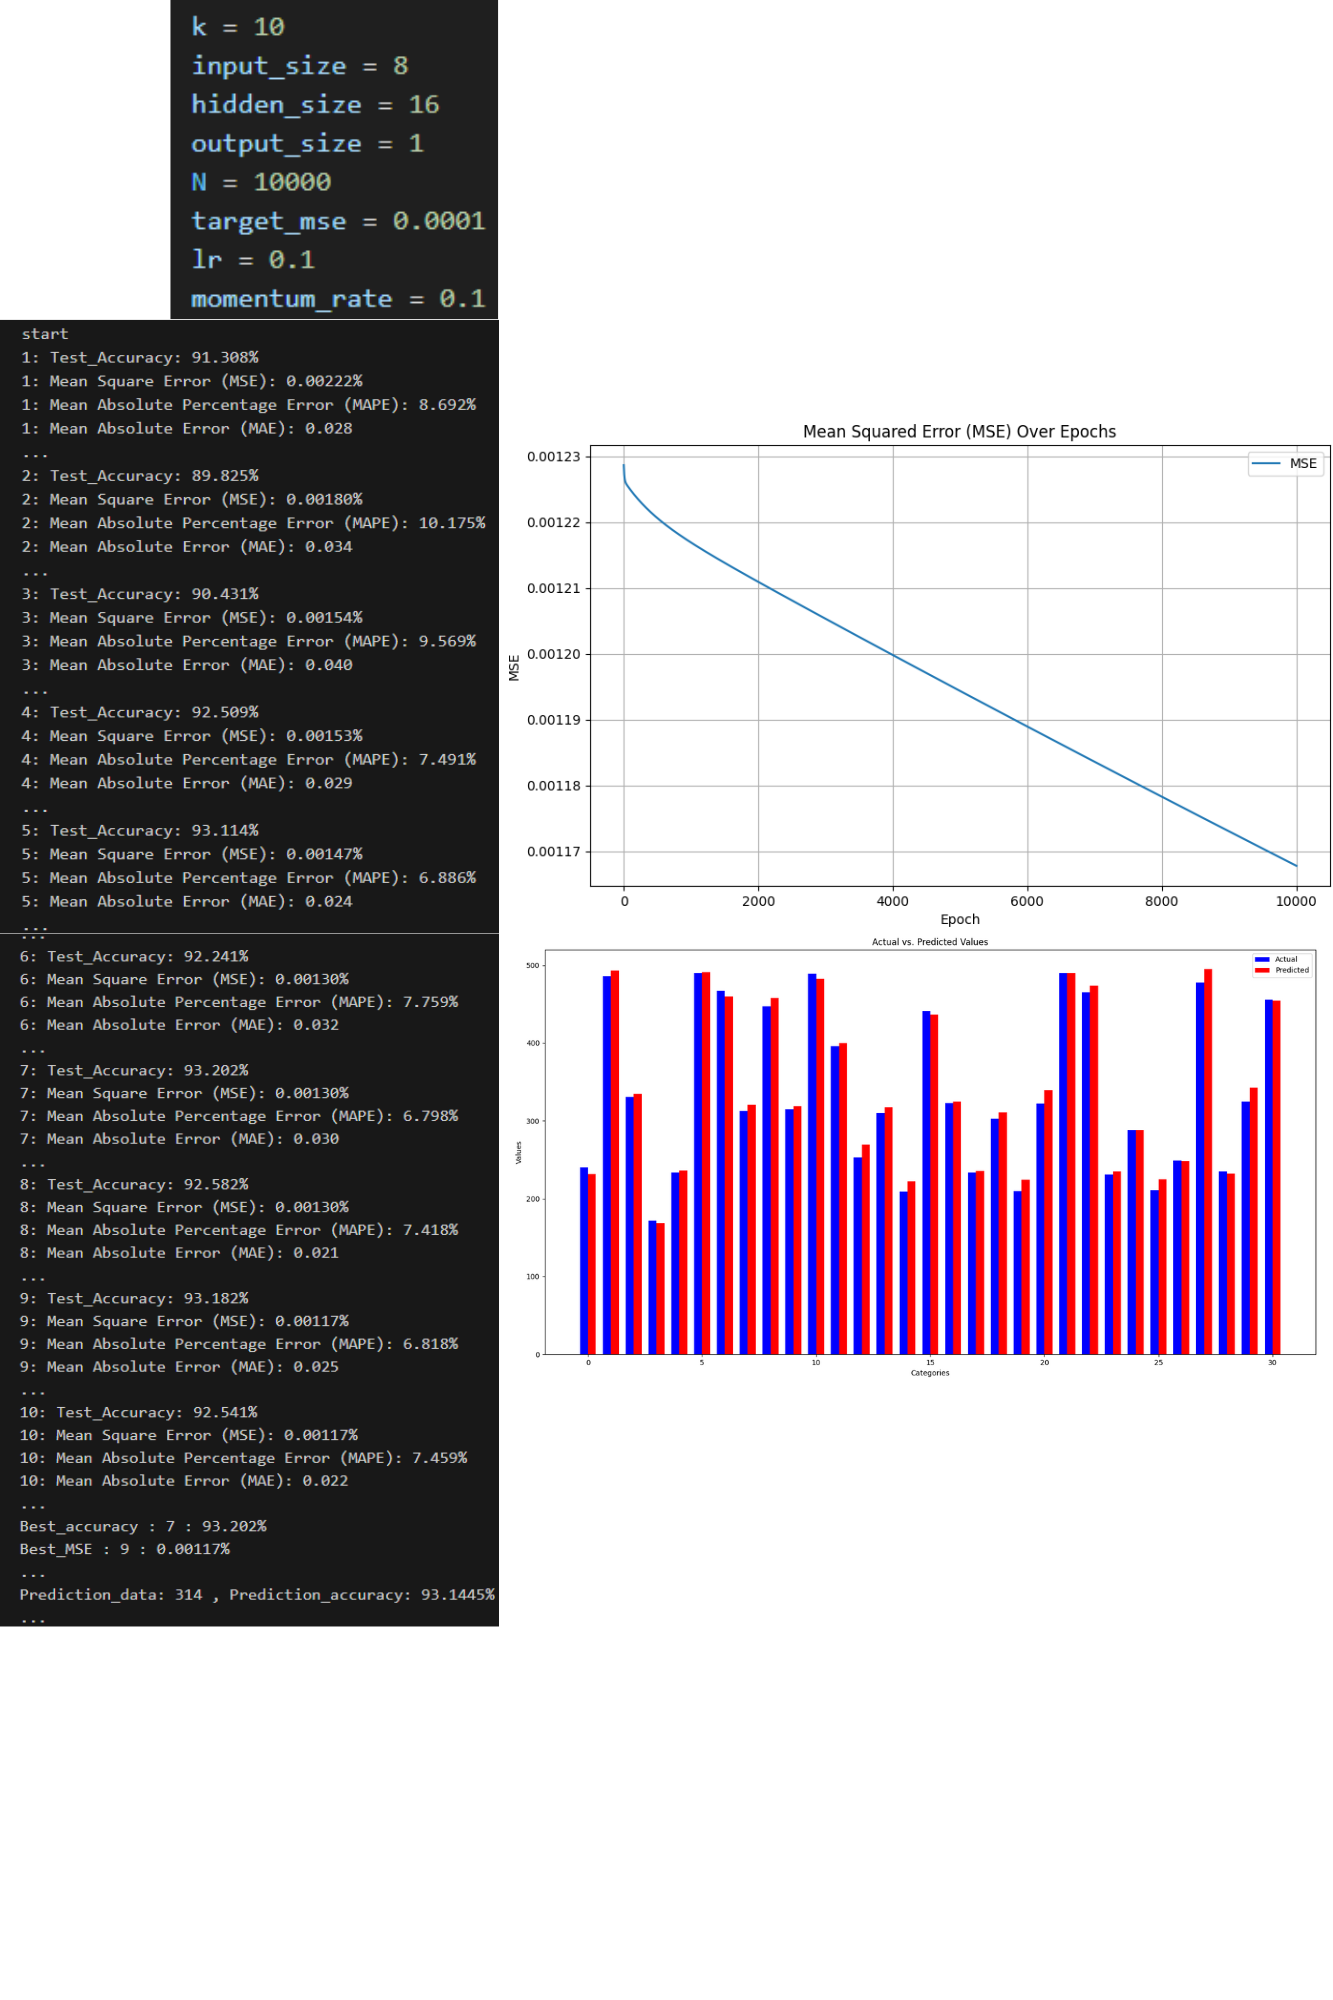 k = 10
input_size = 8
hidden_size = 16
output_size = 1
N = 10000
target_mse = 0.0001
lr = 0.1
momentum_rate = 0.1
start
1: Test_Accuracy: 91.308%
1: Mean Square Error (MSE): 0.00222%
1: Mean Absolute Percentage Error (MAPE): 8.692%
1: Mean Absolute Error (MAE): 0.028
...
2: Test_Accuracy: 89.825%
2: Mean Square Error (MSE): 0.00180%
2: Mean Absolute Percentage Error (MAPE): 10.175%
2: Mean Absolute Error (MAE): 0.034
...
3: Test_Accuracy: 90.431%
3: Mean Square Error (MSE): 0.00154%
3: Mean Absolute Percentage Error (MAPE): 9.569%
3: Mean Absolute Error (MAE): 0.040
...
4: Test_Accuracy: 92.509%
4: Mean Square Error (MSE): 0.00153%
4: Mean Absolute Percentage Error (MAPE): 7.491%
4: Mean Absolute Error (MAE): 0.029
...
5: Test_Accuracy: 93.114%
5: Mean Square Error (MSE): 0.00147%
5: Mean Absolute Percentage Error (MAPE): 6.886%
5: Mean Absolute Error (MAE): 0.024
...
...
6: Test_Accuracy: 92.241%
6: Mean Square Error (MSE): 0.00130%
6: Mean Absolute Percentage Error (MAPE): 7.759%
6: Mean Absolute Error (MAE): 0.032
...
7: Test_Accuracy: 93.202%
7: Mean Square Error (MSE): 0.00130%
7: Mean Absolute Percentage Error (MAPE): 6.798%
7: Mean Absolute Error (MAE): 0.030
...
8: Test_Accuracy: 92.582%
8: Mean Square Error (MSE): 0.00130%
8: Mean Absolute Percentage Error (MAPE): 7.418%
8: Mean Absolute Error (MAE): 0.021
...
9: Test_Accuracy: 93.182%
9: Mean Square Error (MSE): 0.00117%
9: Mean Absolute Percentage Error (MAPE): 6.818%
9: Mean Absolute Error (MAE): 0.025
...
10: Test_Accuracy: 92.541%
10: Mean Square Error (MSE): 0.00117%
10: Mean Absolute Percentage Error (MAPE): 7.459%
10: Mean Absolute Error (MAE): 0.022
...
Best_accuracy : 7 : 93.202%
Best_MSE : 9 : 0.00117%
...
Prediction_data: 314 , Prediction_accuracy: 93.1445%
...
Mean Squared Error (MSE) Over Epochs
MSE
0.00123
0.00122
0.00121
0.00120
0.00119
0.00118
0.00117
MSE
0 2000 4000 6000 8000 10000
Epoch
Actual vs. Predicted Values
Actual
Predicted
500
400
300
200
100
0
Values
0 5 10 15 20 25 30
Categories